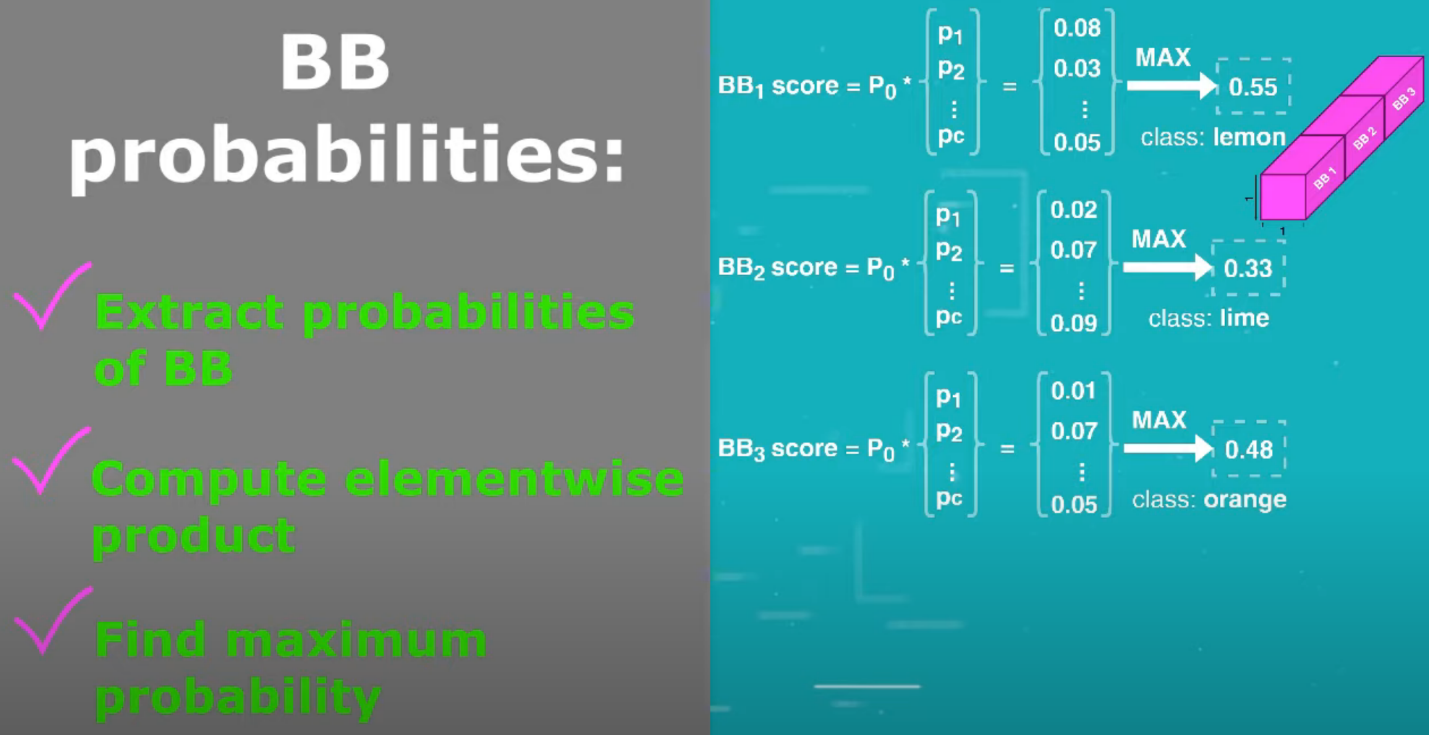 BB
probabilities:
Extract probabilities
of BB
Compute elementwise
product
Find maximum
probability
BB₁ score = P₀ * [p₁ p₂ ⋮ pc] = [0.08 0.03 ⋮ 0.05] MAX 0.55
class: lemon
BB₂ score = P₀ * [p₁ p₂ ⋮ pc] = [0.02 0.07 ⋮ 0.09] MAX 0.33
class: lime
BB₃ score = P₀ * [p₁ p₂ ⋮ pc] = [0.01 0.07 ⋮ 0.05] MAX 0.48
class: orange
BB 1
BB 2
BB 3
1
1